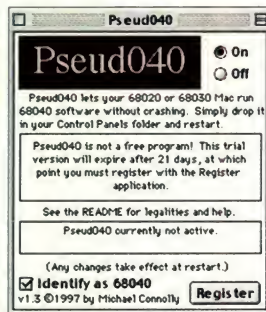 Pseud040
Pseud040
On
Off
Pseud040 lets your 68020 or 68030 Mac run
68040 software without crashing. Simply drop it
in your Control Panels folder and restart.
Pseud040 is not a free program! This trial
version will expire after 21 days, at which
point you must register with the Register
application.
See the README for legalities and help.
Pseud040 currently not active.
(Any changes take effect at restart.)
Identify as 68040
v1.3 ©1997 by Michael Connolly
Register